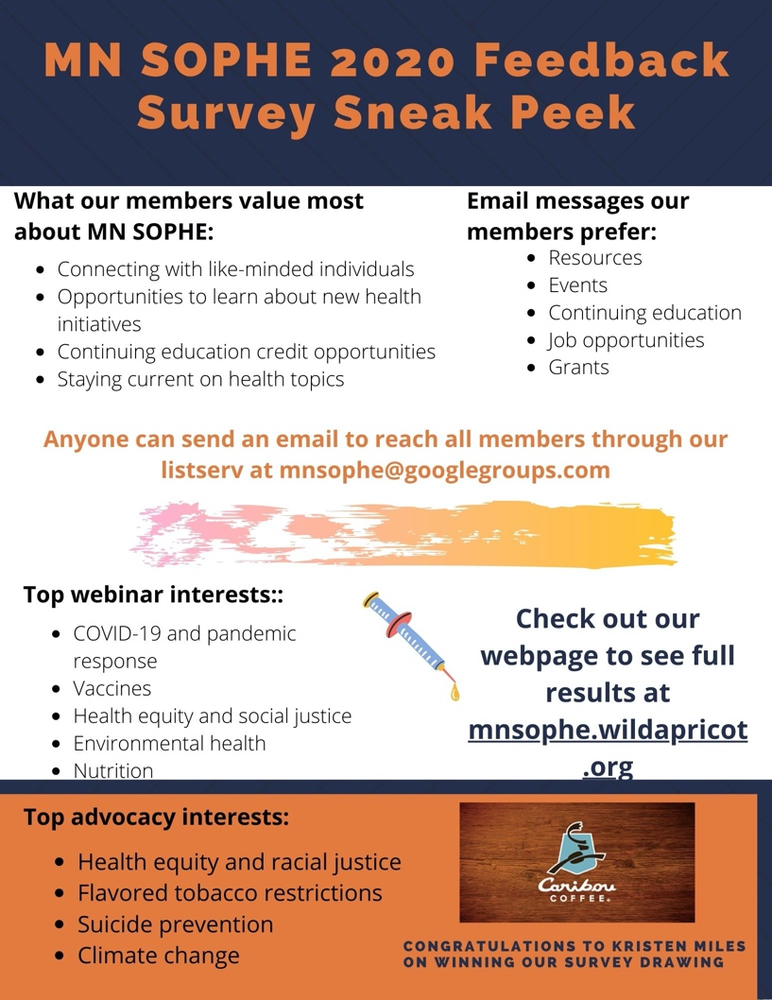 MN SOPHE 2020 Feedback
Survey Sneak Peek
What our members value most
about MN SOPHE:
Connecting with like-minded individuals
Opportunities to learn about new health
initiatives
Continuing education credit opportunities
Staying current on health topics
Email messages our
members prefer:
Resources
Events
Continuing education
Job opportunities
Grants
Anyone can send an email to reach all members through our
listserv at mnsophe@googlegroups.com
Top webinar interests::
COVID-19 and pandemic
response
Vaccines
Health equity and social justice
Environmental health
Nutrition
Check out our
webpage to see full
results at
mnsophe.wildapricot
.org
Top advocacy interests:
Health equity and racial justice
Flavored tobacco restrictions
Suicide prevention
Climate change
Caribou
COFFEE®
CONGRATULATIONS TO KRISTEN MILES
ON WINNING OUR SURVEY DRAWING